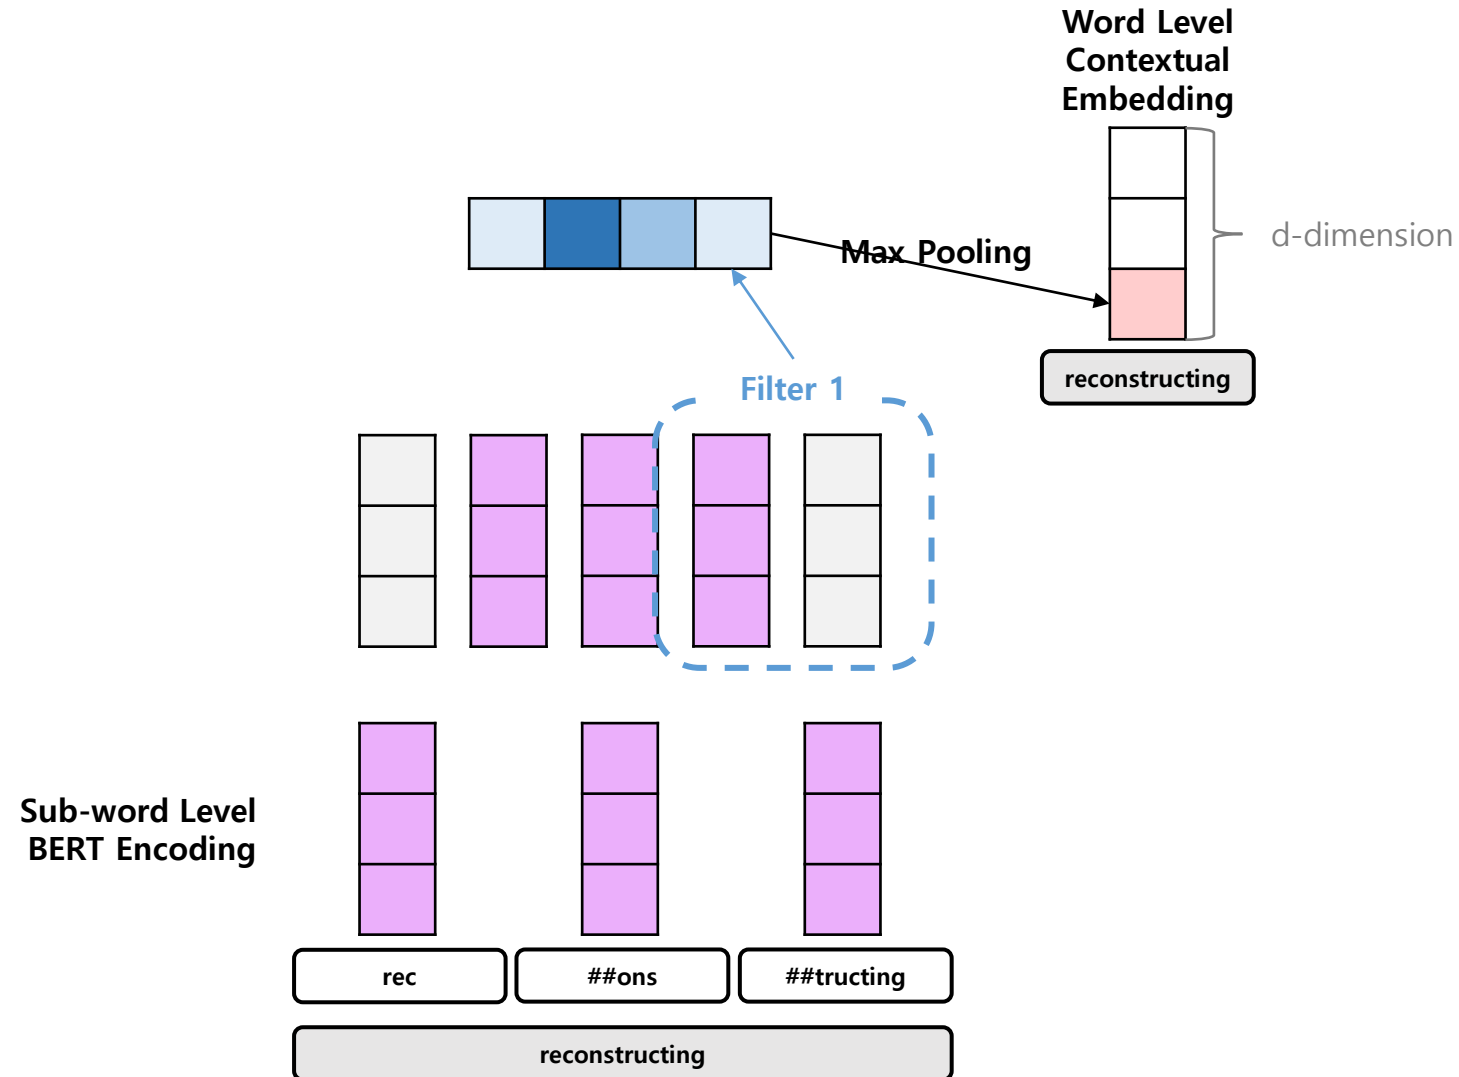 Word Level
Contextual
Embedding
d-dimension
Max Pooling
reconstructing
Filter 1
Sub-word Level
BERT Encoding
rec
##ons
##tructing
reconstructing